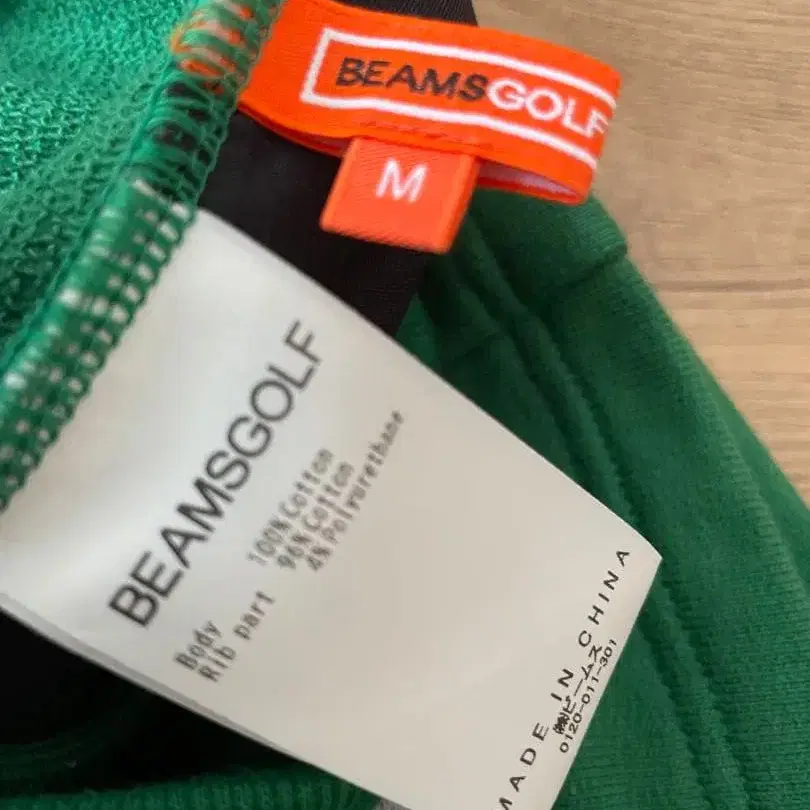 BEAMSGOLF
M
BEAMSGOLF
Body 100% Cotton
Rib part 96% Cotton
4% Polyurethane
MADE IN CHINA
㈱ビームス
0120-011-301